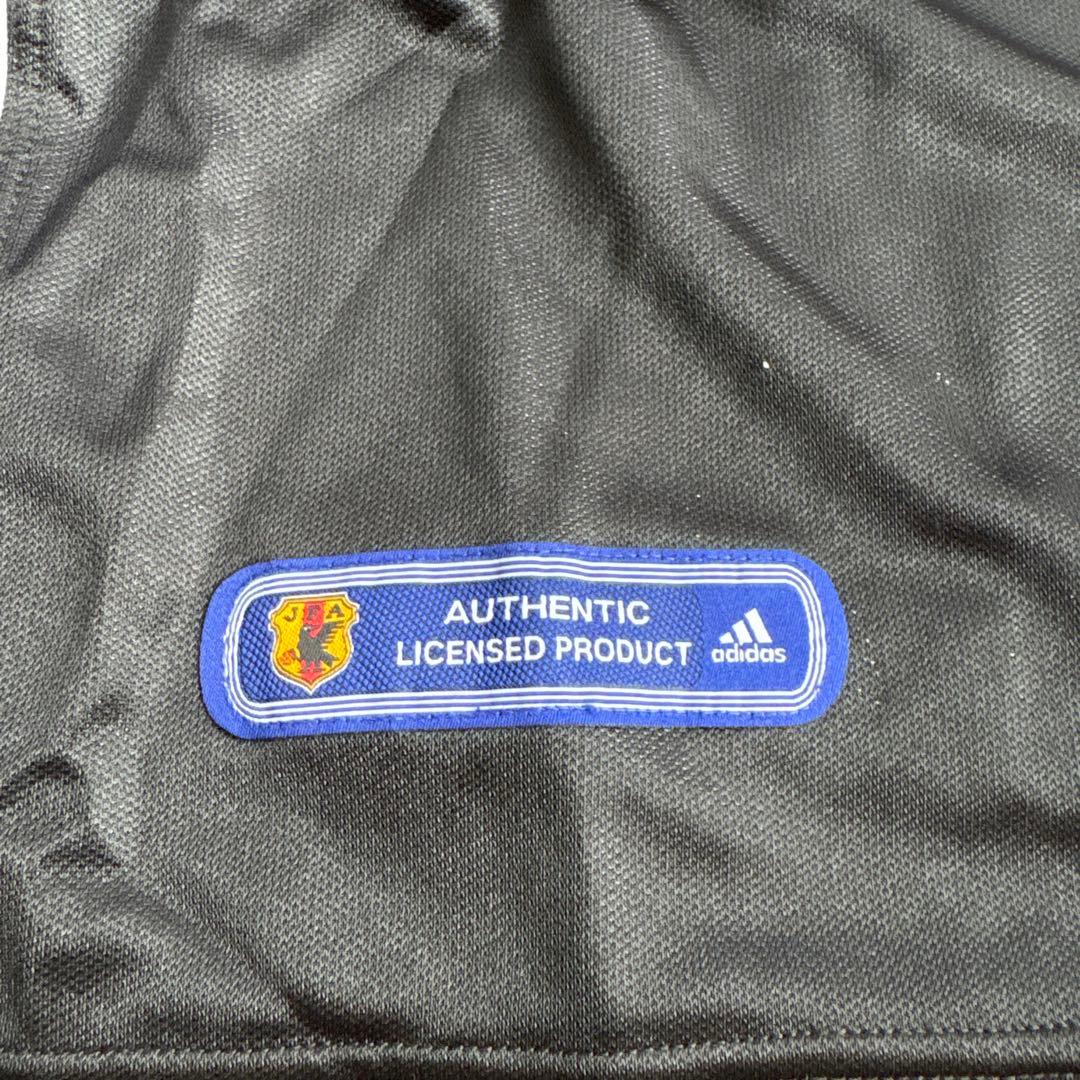 JFA
AUTHENTIC
LICENSED PRODUCT
adidas